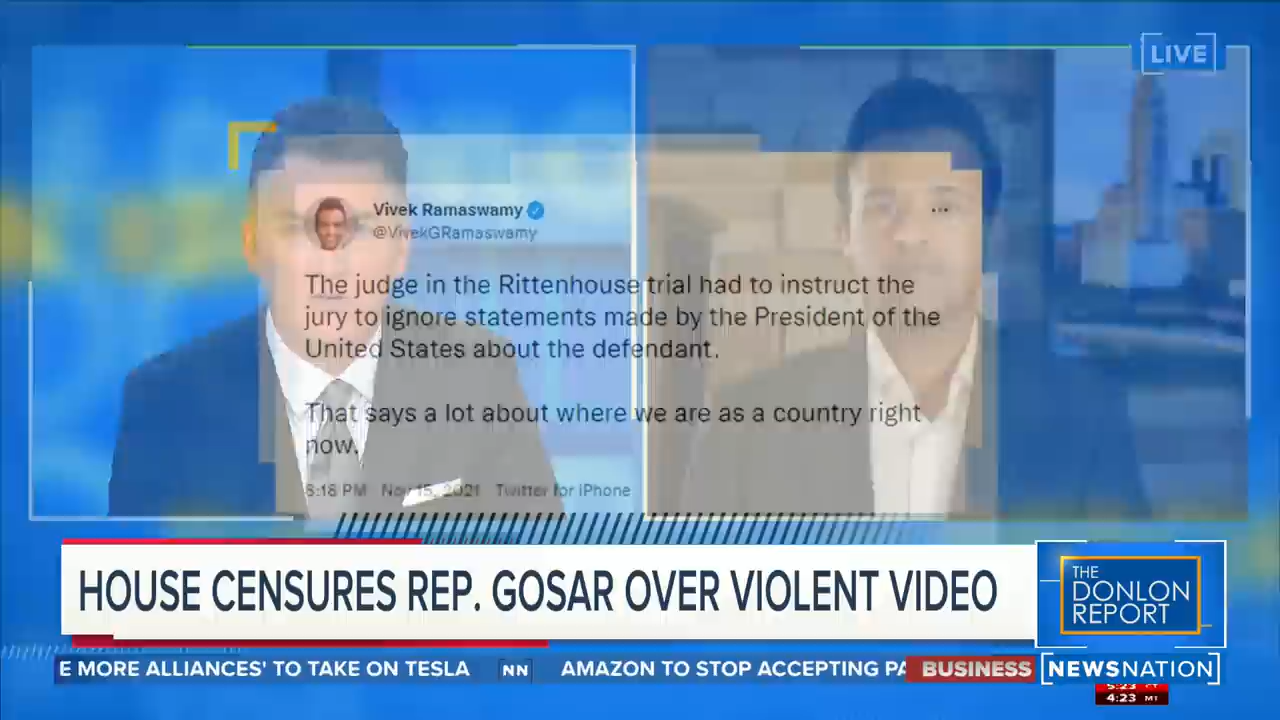 LIVE
Vivek Ramaswamy
@VivekGRamaswamy
The judge in the Rittenhouse trial had to instruct the
jury to ignore statements made by the President of the
United States about the defendant.
That says a lot about where we are as a country right
now.
8:18 PM Nov 15, 2021 Twitter for iPhone
HOUSE CENSURES REP. GOSAR OVER VIOLENT VIDEO
THE
DONLON
REPORT
E MORE ALLIANCES' TO TAKE ON TESLA NN AMAZON TO STOP ACCEPTING PA BUSINESS NEWSNATION
4:23 MT